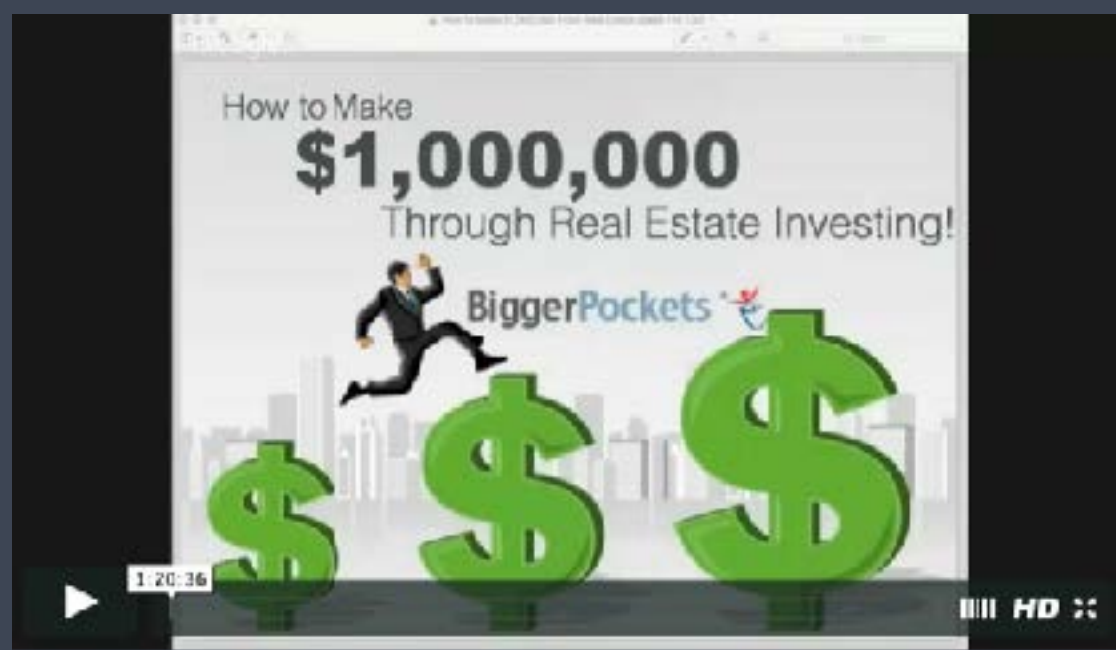 How to Make
$1,000,000
Through Real Estate Investing!
BiggerPockets
1:20:36
HD